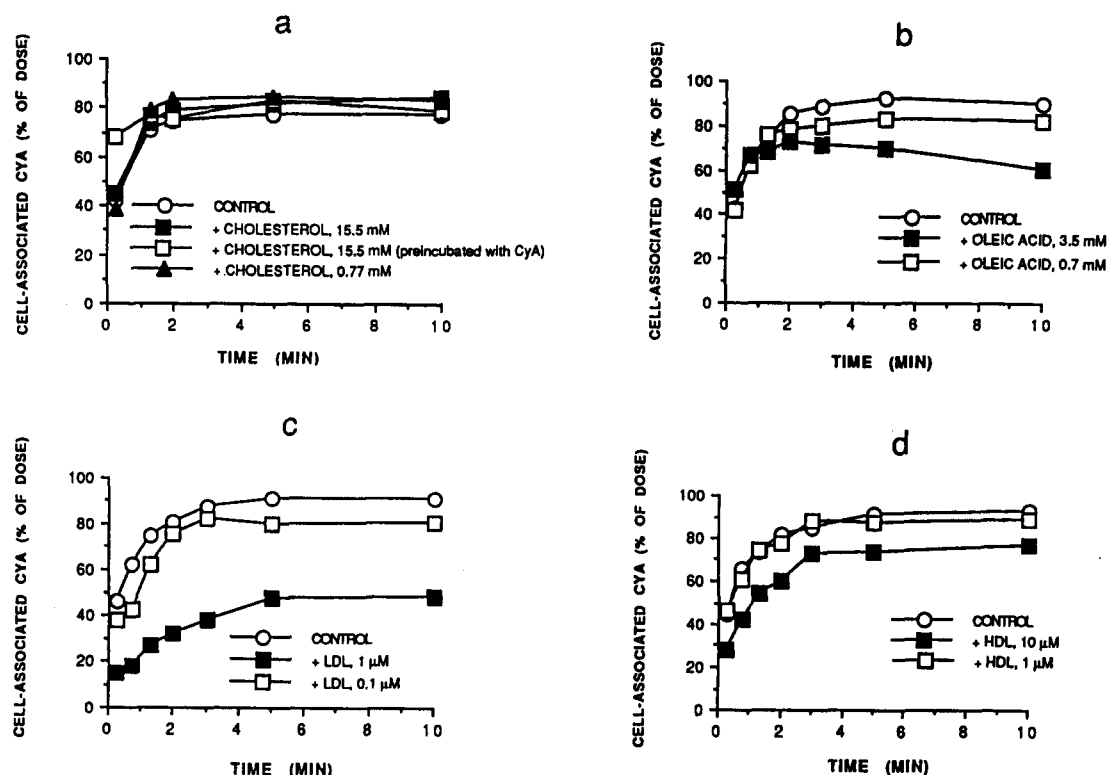 a
CELL-ASSOCIATED CYA (% OF DOSE)
100
80
60
40
20
0
CONTROL
+ CHOLESTEROL, 15.5 mM
+ CHOLESTEROL, 15.5 mM (preincubated with CyA)
+ .CHOLESTEROL, 0.77 mM
0 2 4 6 8 10
TIME (MIN)
b
CELL-ASSOCIATED CYA (% OF DOSE)
100
80
60
40
20
0
CONTROL
+ OLEIC ACID, 3.5 mM
+ OLEIC ACID, 0.7 mM
0 2 4 6 8 10
TIME (MIN)
c
CELL-ASSOCIATED CYA (% OF DOSE)
100
80
60
40
20
0
CONTROL
+ LDL, 1 µM
+ LDL, 0.1 µM
0 2 4 6 8 10
TIME (MIN)
d
CELL-ASSOCIATED CYA (% OF DOSE)
100
80
60
40
20
0
CONTROL
+ HDL, 10 µM
+ HDL, 1 µM
0 2 4 6 8 10
TIME (MIN)